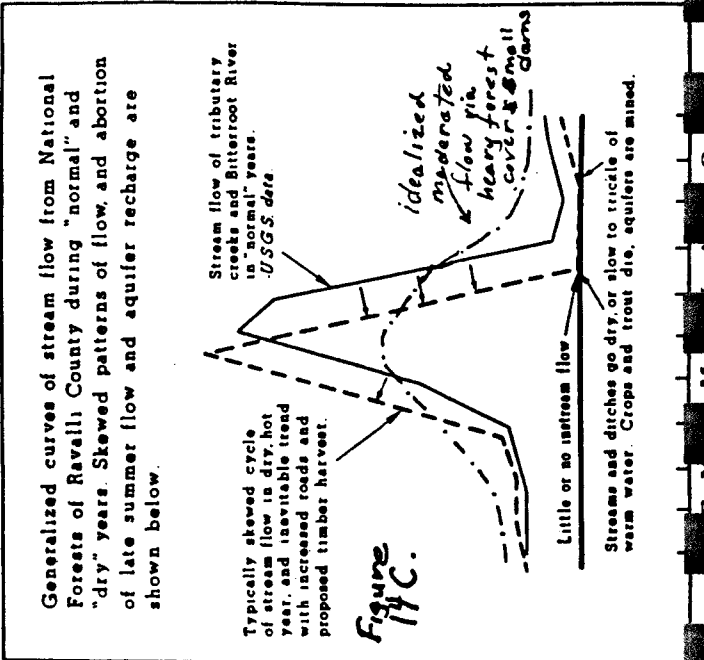 Generalized curves of stream flow from National
Forests of Ravalli County during "normal" and
"dry" years. Skewed patterns of flow, and abortion
of late summer flow and aquifer recharge are
shown below.
Typically skewed cycle
of stream flow in dry, hot
year, and inevitable trend
with increased roads and
proposed timber harvest.
Figure
14 C.
Stream flow of tributary
creeks and Bitterroot River
in "normal" years.
-USGS. data.
idealized
moderated
flow via
heavy forest
cover & small
dams
Little or no instream flow
Streams and ditches go dry, or slow to trickle of
warm water. Crops and trout die, aquifers are mined.